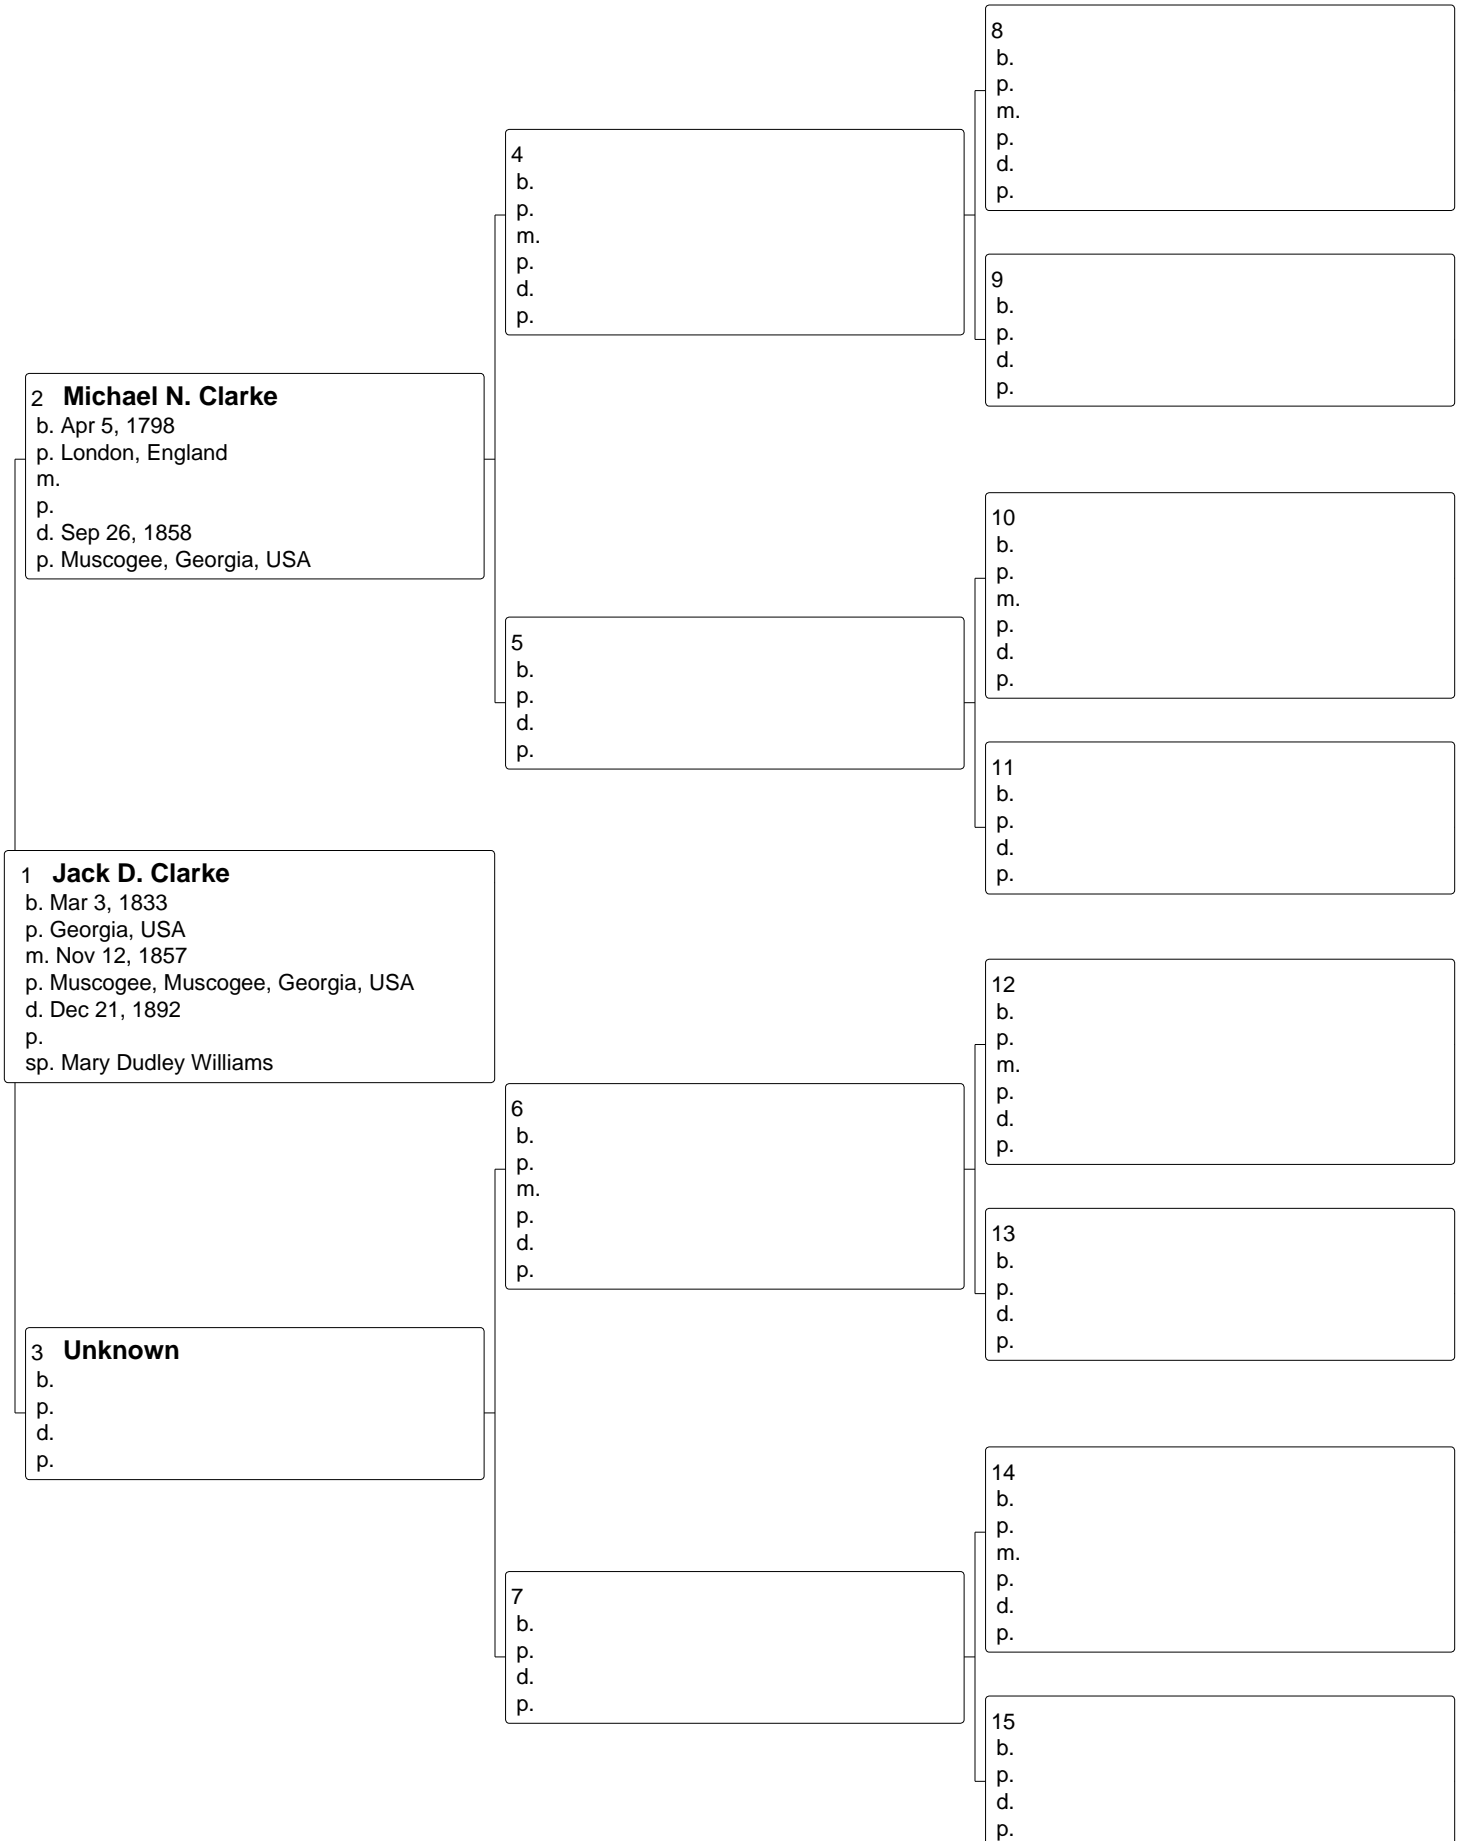 8
b.
p.
m.
p.
d.
p.
4
b.
p.
m.
p.
d.
p.
9
b.
p.
d.
p.
2 Michael N. Clarke
b. Apr 5, 1798
p. London, England
m.
p.
d. Sep 26, 1858
p. Muscogee, Georgia, USA
10
b.
p.
m.
p.
d.
p.
5
b.
p.
d.
p.
11
b.
p.
d.
p.
1 Jack D. Clarke
b. Mar 3, 1833
p. Georgia, USA
m. Nov 12, 1857
p. Muscogee, Muscogee, Georgia, USA
d. Dec 21, 1892
p.
sp. Mary Dudley Williams
12
b.
p.
m.
p.
d.
p.
6
b.
p.
m.
p.
d.
p.
13
b.
p.
d.
p.
3 Unknown
b.
p.
d.
p.
14
b.
p.
m.
p.
d.
p.
7
b.
p.
d.
p.
15
b.
p.
d.
p.